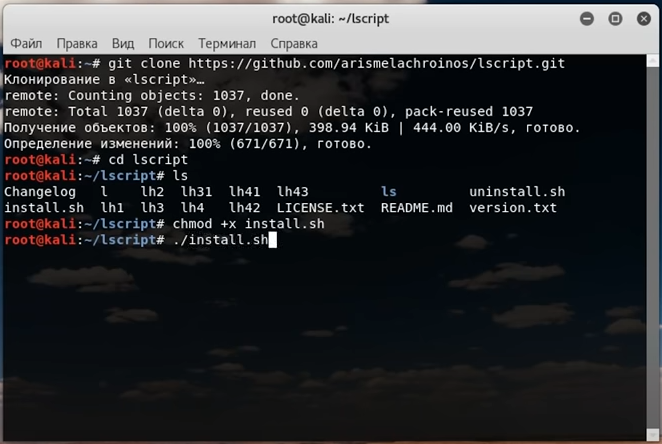 root@kali: ~/lscript
Файл Правка Вид Поиск Терминал Справка
root@kali:~# git clone https://github.com/arismelachroinos/lscript.git
Клонирование в «lscript»…
remote: Counting objects: 1037, done.
remote: Total 1037 (delta 0), reused 0 (delta 0), pack-reused 1037
Получение объектов: 100% (1037/1037), 398.94 KiB | 444.00 KiB/s, готово.
Определение изменений: 100% (671/671), готово.
root@kali:~# cd lscript
root@kali:~/lscript# ls
Changelog l lh2 lh31 lh41 lh43 ls uninstall.sh
install.sh lh1 lh3 lh4 lh42 LICENSE.txt README.md version.txt
root@kali:~/lscript# chmod +x install.sh
root@kali:~/lscript# ./install.sh